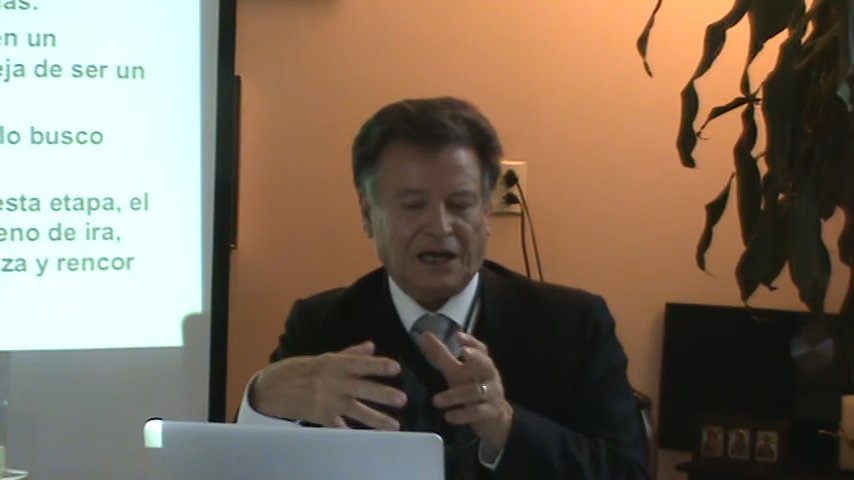 as.
en un
eja de ser un
lo busco
esta etapa, el
eno de ira,
za y rencor